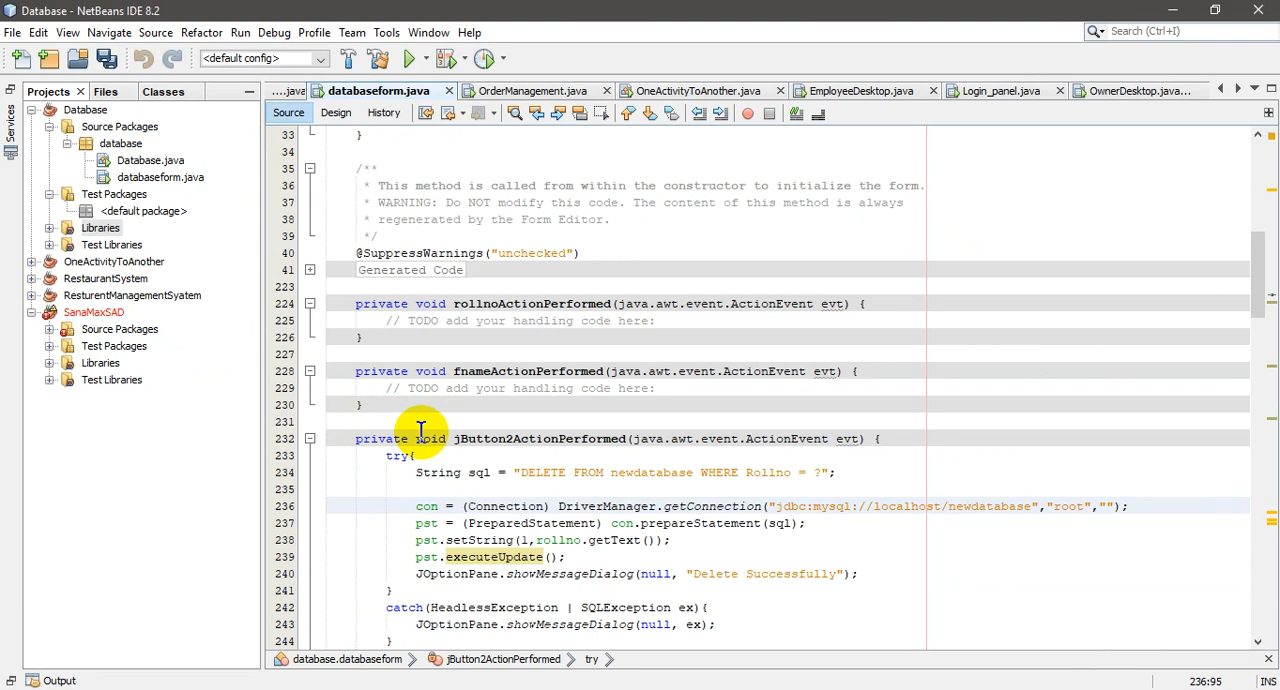 Database - NetBeans IDE 8.2
File Edit View Navigate Source Refactor Run Debug Profile Team Tools Window Help
Search (Ctrl+I)
<default config>
Projects Files Classes
....java databaseform.java OrderManagement.java OneActivityToAnother.java EmployeeDesktop.java Login_panel.java OwnerDesktop.java...
Source Design History
Services
Database
Source Packages
database
Database.java
databaseform.java
Test Packages
<default package>
Libraries
Test Libraries
OneActivityToAnother
RestaurantSystem
ResturentManagementSyatem
SanaMaxSAD
Source Packages
Test Packages
Libraries
Test Libraries
33 }
34
35 /**
36 * This method is called from within the constructor to initialize the form.
37 * WARNING: Do NOT modify this code. The content of this method is always
38 * regenerated by the Form Editor.
39 */
40 @SuppressWarnings("unchecked")
41 Generated Code
223
224 private void rollnoActionPerformed(java.awt.event.ActionEvent evt) {
225 // TODO add your handling code here:
226 }
227
228 private void fnameActionPerformed(java.awt.event.ActionEvent evt) {
229 // TODO add your handling code here:
230 }
231
232 private void jButton2ActionPerformed(java.awt.event.ActionEvent evt) {
233 try{
234 String sql = "DELETE FROM newdatabase WHERE Rollno = ?";
235
236 con = (Connection) DriverManager.getConnection("jdbc:mysql://localhost/newdatabase","root","");
237 pst = (PreparedStatement) con.prepareStatement(sql);
238 pst.setString(1,rollno.getText());
239 pst.executeUpdate();
240 JOptionPane.showMessageDialog(null, "Delete Successfully");
241 }
242 catch(HeadlessException | SQLException ex){
243 JOptionPane.showMessageDialog(null, ex);
244 }
database.databaseform jButton2ActionPerformed try
Output
236:95 INS